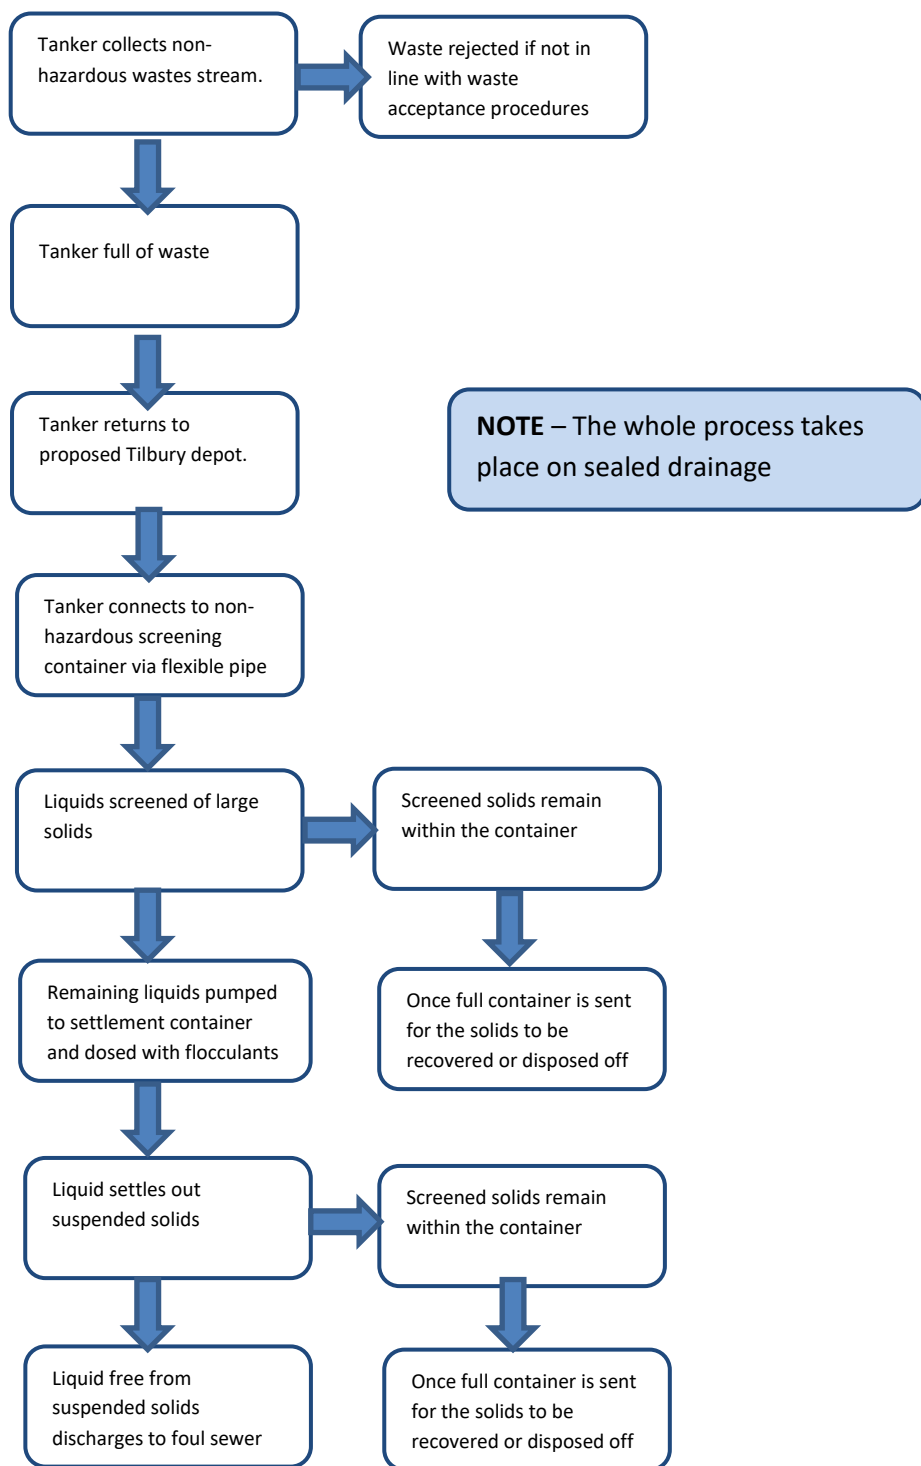 Tanker collects non-
hazardous wastes stream.
Waste rejected if not in
line with waste
acceptance procedures
Tanker full of waste
Tanker returns to
proposed Tilbury depot.
NOTE – The whole process takes
place on sealed drainage
Tanker connects to non-
hazardous screening
container via flexible pipe
Liquids screened of large
solids
Screened solids remain
within the container
Remaining liquids pumped
to settlement container
and dosed with flocculants
Once full container is sent
for the solids to be
recovered or disposed off
Liquid settles out
suspended solids
Screened solids remain
within the container
Liquid free from
suspended solids
discharges to foul sewer
Once full container is sent
for the solids to be
recovered or disposed off